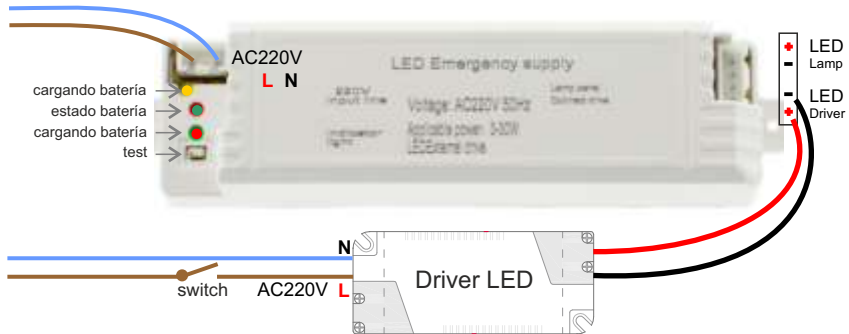 AC220V
L N
LED Emergency supply
cargando batería
estado batería
cargando batería
test
Voltage: AC220V 50Hz
Applicable power: 3-30W
LED
Lamp
LED
Driver
N
Driver LED
switch
AC220V L